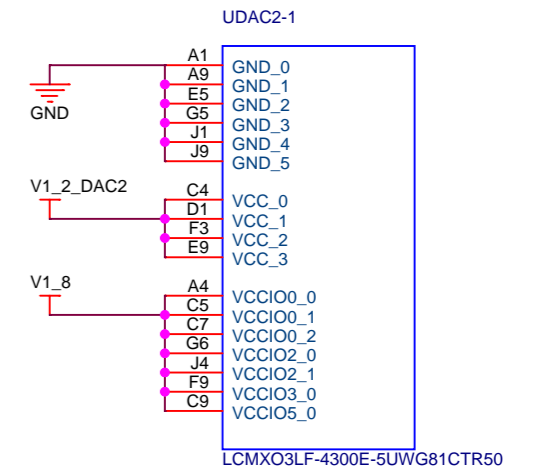 UDAC2-1
A1 GND_0
A9 GND_1
E5 GND_2
G5 GND_3
J1 GND_4
J9 GND_5
GND
V1_2_DAC2
C4 VCC_0
D1 VCC_1
F3 VCC_2
E9 VCC_3
V1_8
A4 VCCIO0_0
C5 VCCIO0_1
C7 VCCIO0_2
G6 VCCIO2_0
J4 VCCIO2_1
F9 VCCIO3_0
C9 VCCIO5_0
LCMXO3LF-4300E-5UWG81CTR50